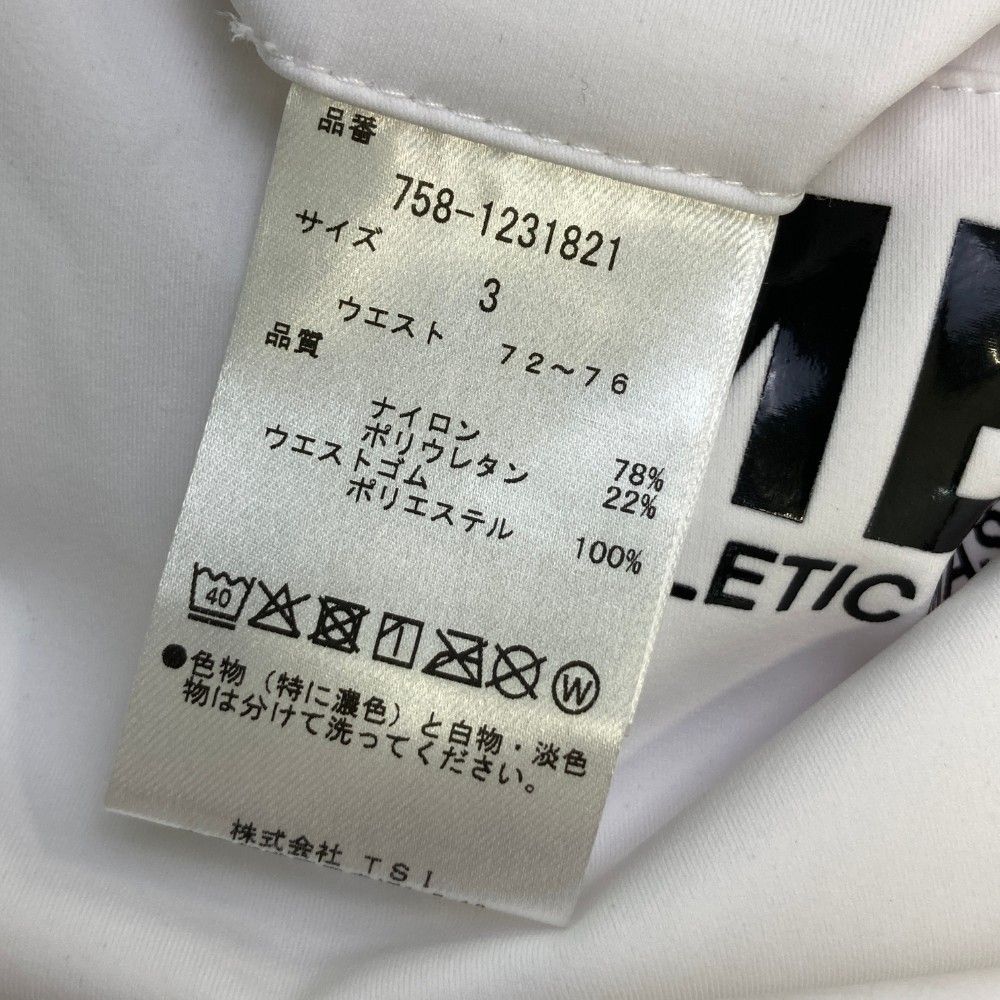 品番
758-1231821
サイズ
3
ウエスト 72～76
品質
ナイロン 78%
ポリウレタン 22%
ウエストゴム
ポリエステル 100%
40
W
●色物（特に濃色）と白物・淡色
物は分けて洗ってください。
株式会社 TSI
LETIC